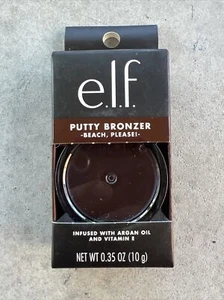 e.l.f.
PUTTY BRONZER
-BEACH, PLEASE!-
INFUSED WITH ARGAN OIL
AND VITAMIN E
NET WT 0.35 OZ (10 g)